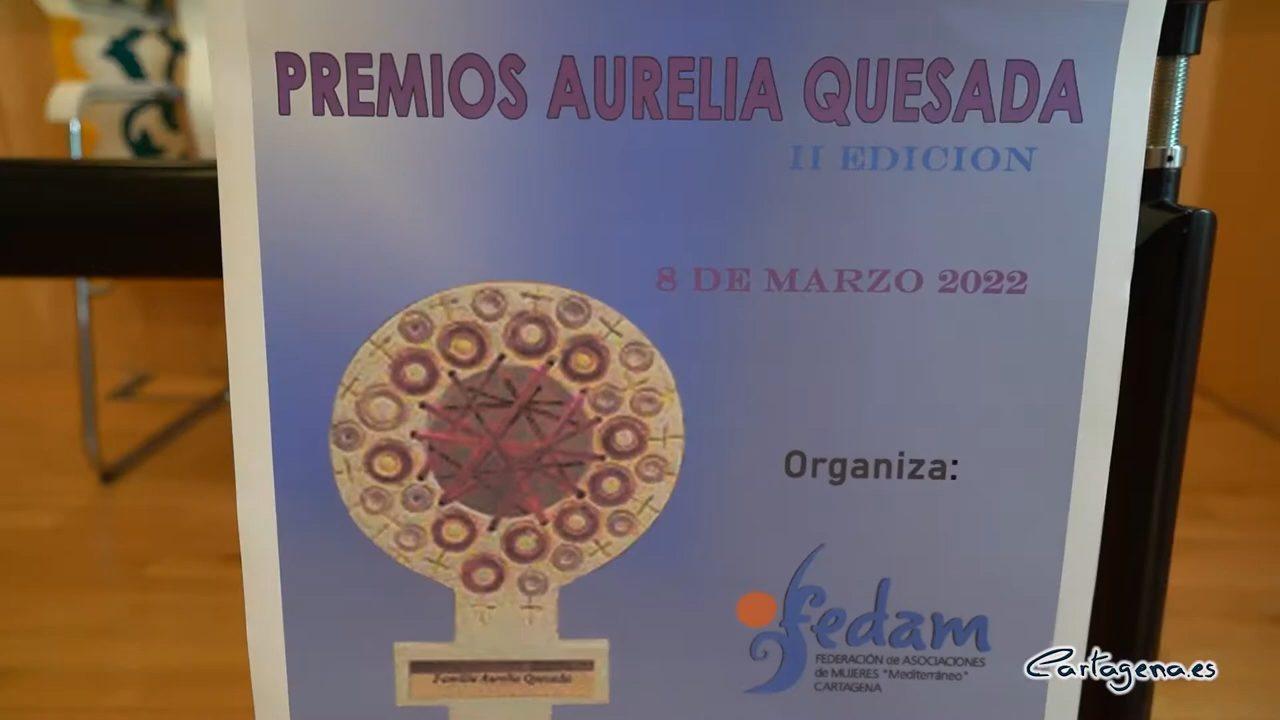 PREMIOS AURELIA QUESADA
II EDICION
8 DE MARZO 2022
Organiza:
fedam
FEDERACIÓN de ASOCIACIONES
de MUJERES "Mediterráneo"
CARTAGENA
Familia Aurelia Quesada
Cartagena.es